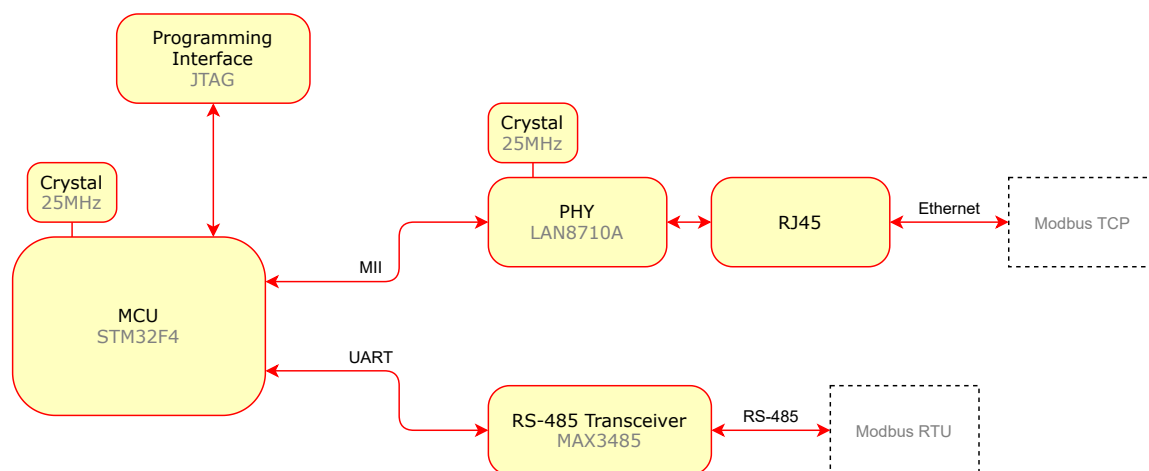 Programming
Interface
JTAG
Crystal
25MHz
Crystal
25MHz
PHY
LAN8710A
RJ45
Ethernet
Modbus TCP
MII
MCU
STM32F4
UART
RS-485 Transceiver
MAX3485
RS-485
Modbus RTU